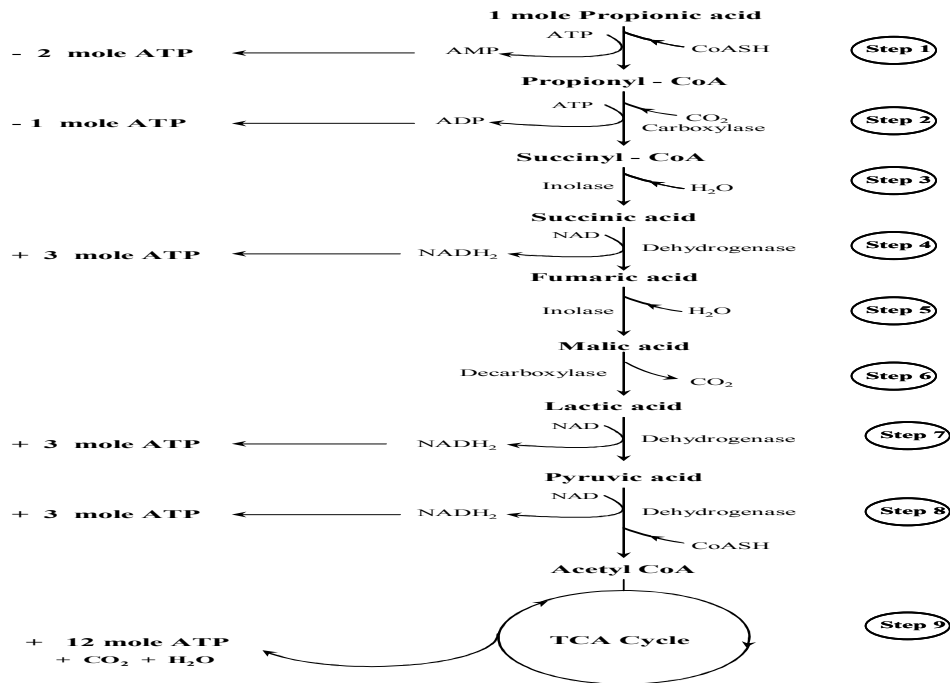 1 mole Propionic acid
- 2 mole ATP AMP ATP CoASH Step 1
Propionyl - CoA
- 1 mole ATP ADP ATP CO₂ Step 2
Carboxylase
Succinyl - CoA
Inolase H₂O Step 3
Succinic acid
+ 3 mole ATP NADH₂ NAD Dehydrogenase Step 4
Fumaric acid
Inolase H₂O Step 5
Malic acid
Decarboxylase CO₂ Step 6
Lactic acid
+ 3 mole ATP NADH₂ NAD Dehydrogenase Step 7
Pyruvic acid
+ 3 mole ATP NADH₂ NAD Dehydrogenase Step 8
CoASH
Acetyl CoA
Step 9
+ 12 mole ATP TCA Cycle
+ CO₂ + H₂O